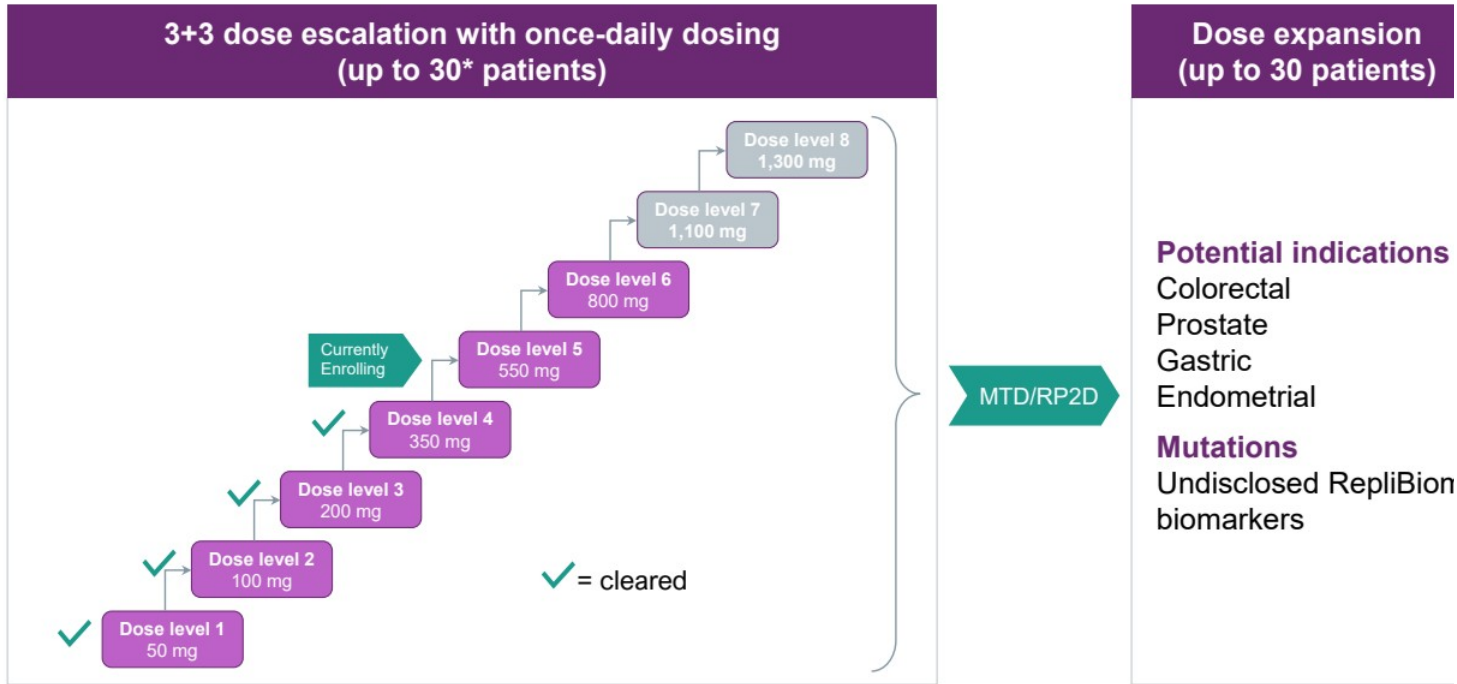 3+3 dose escalation with once-daily dosing
(up to 30* patients)
Dose level 8
1,300 mg
Dose level 7
1,100 mg
Dose level 6
800 mg
Currently
Enrolling
Dose level 5
550 mg
Dose level 4
350 mg
Dose level 3
200 mg
Dose level 2
100 mg
= cleared
Dose level 1
50 mg
MTD/RP2D
Dose expansion
(up to 30 patients)
Potential indications
Colorectal
Prostate
Gastric
Endometrial
Mutations
Undisclosed RepliBiom
biomarkers